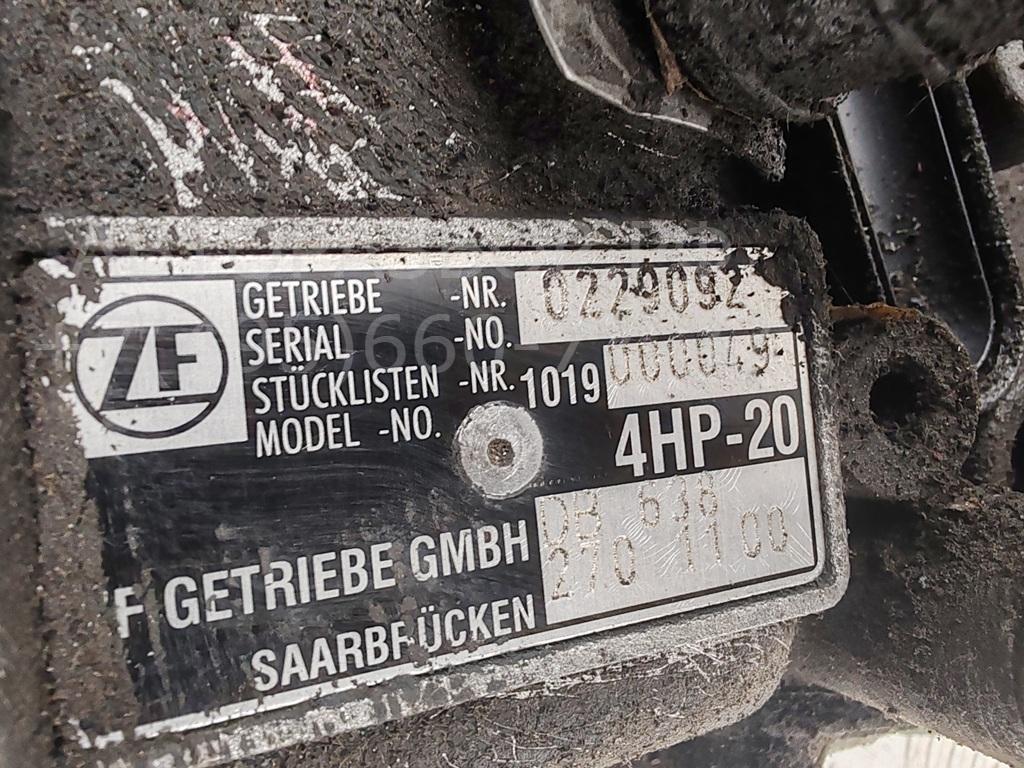 ZF
GETRIEBE -NR. 0229092
SERIAL -NO.
STÜCKLISTEN -NR. 1019 000029
MODEL -NO.
4HP-20
DB 638
F GETRIEBE GMBH 270 11 00
SAARBRÜCKEN